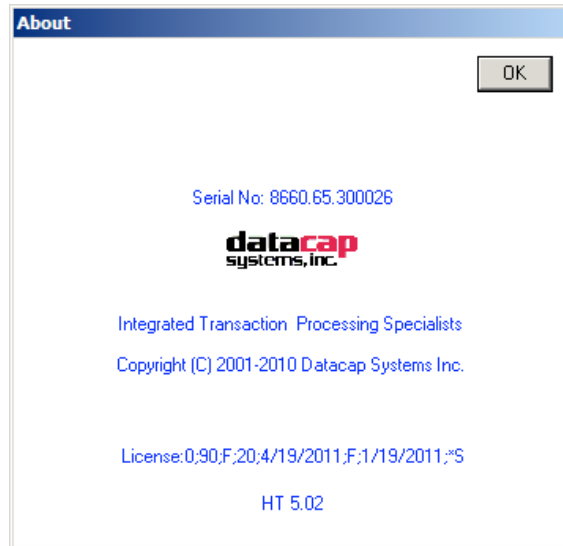 About
OK
Serial No: 8660.65.300026
datacap
systems, inc.
Integrated Transaction  Processing Specialists
Copyright (C) 2001-2010 Datacap Systems Inc.
License:0;90;F;20;4/19/2011;F;1/19/2011;*S
HT 5.02